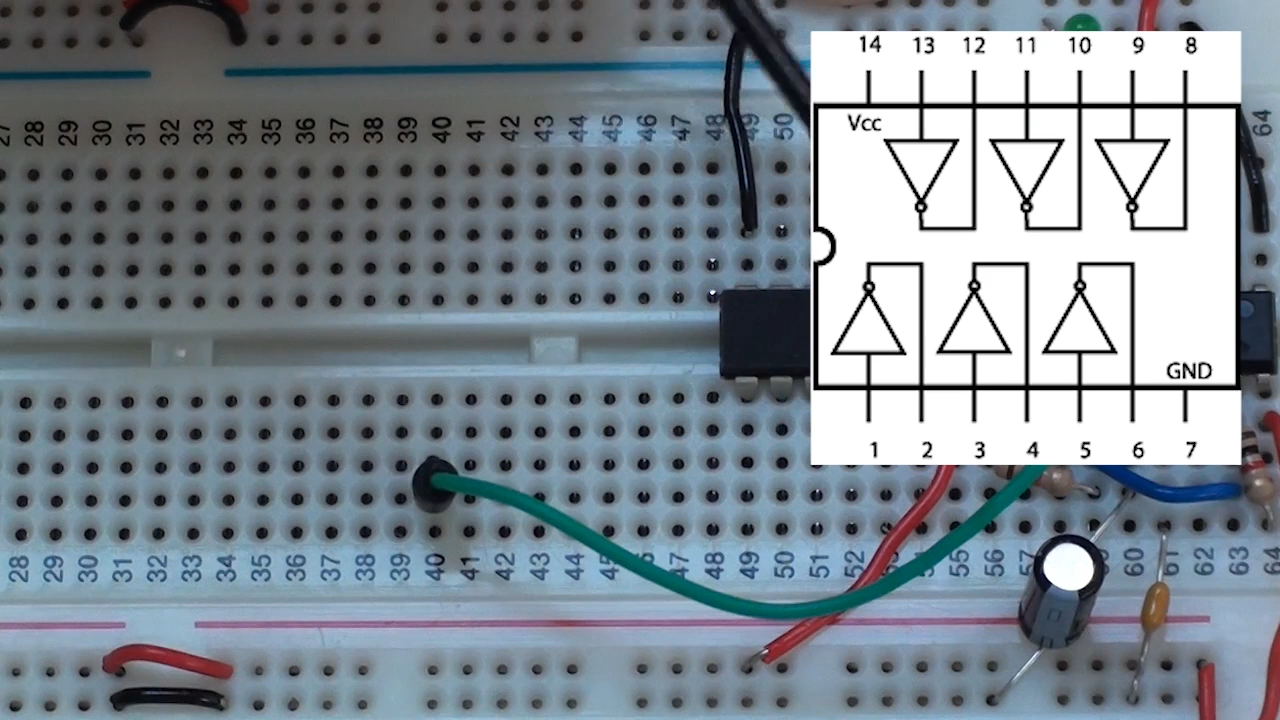 14 13 12 11 10 9 8
Vcc
GND
1 2 3 4 5 6 7
28 29 30 31 32 33 34 35 36 37 38 39 40 41 42 43 44 45 46 47 48 49 50 64
28 29 30 31 32 33 34 35 36 37 38 39 40 41 42 43 44 47 48 49 50 51 52 55 56 60 61 62 63 64